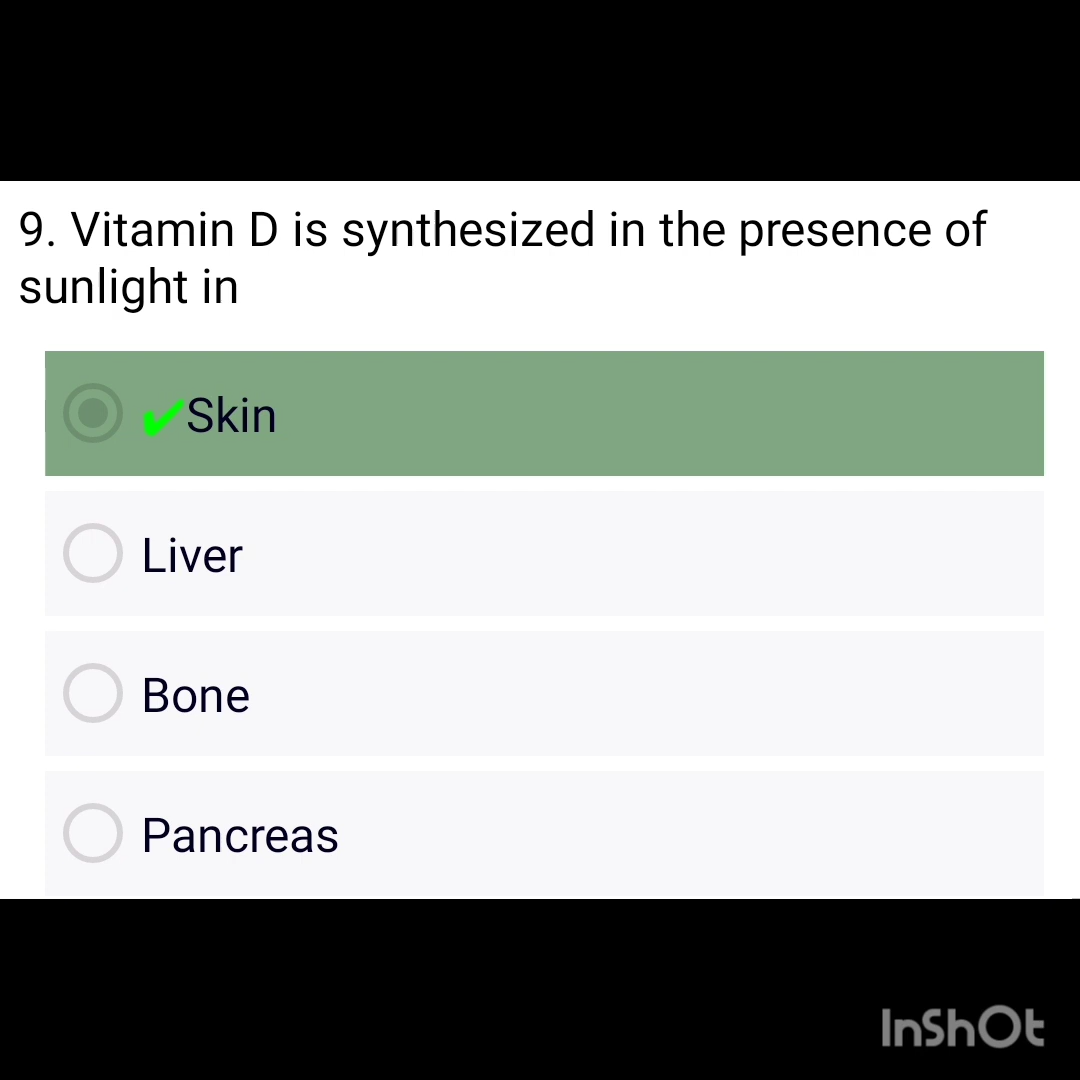 9. Vitamin D is synthesized in the presence of
sunlight in
✔Skin
Liver
Bone
Pancreas
InShOt